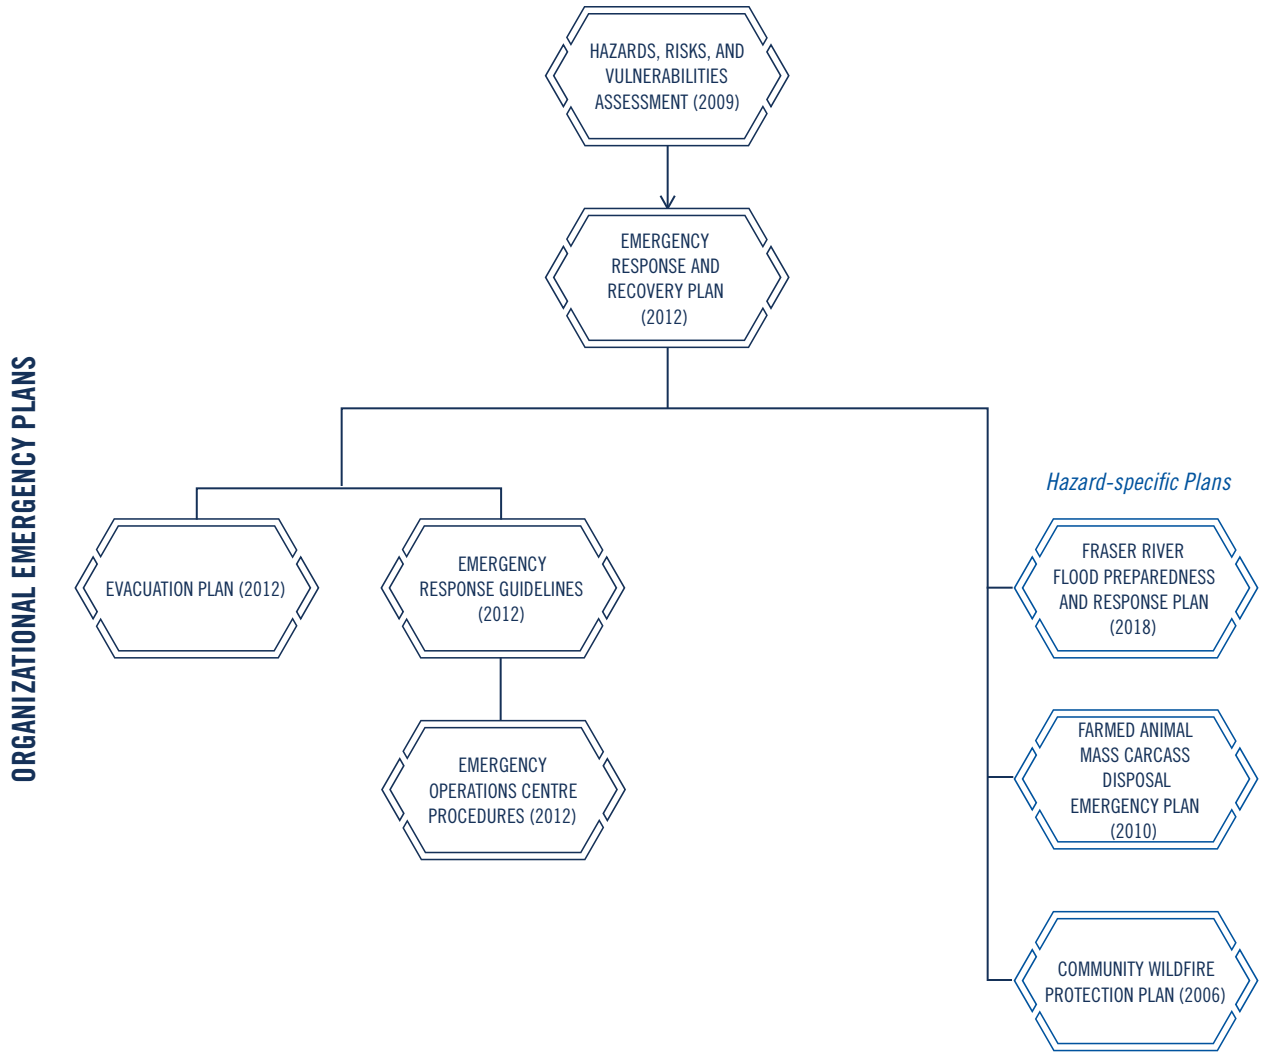 HAZARDS, RISKS, AND
VULNERABILITIES
ASSESSMENT (2009)
EMERGENCY
RESPONSE AND
RECOVERY PLAN
(2012)
ORGANIZATIONAL EMERGENCY PLANS
EVACUATION PLAN (2012)
EMERGENCY
RESPONSE GUIDELINES
(2012)
EMERGENCY
OPERATIONS CENTRE
PROCEDURES (2012)
Hazard-specific Plans
FRASER RIVER
FLOOD PREPAREDNESS
AND RESPONSE PLAN
(2018)
FARMED ANIMAL
MASS CARCASS
DISPOSAL
EMERGENCY PLAN
(2010)
COMMUNITY WILDFIRE
PROTECTION PLAN (2006)